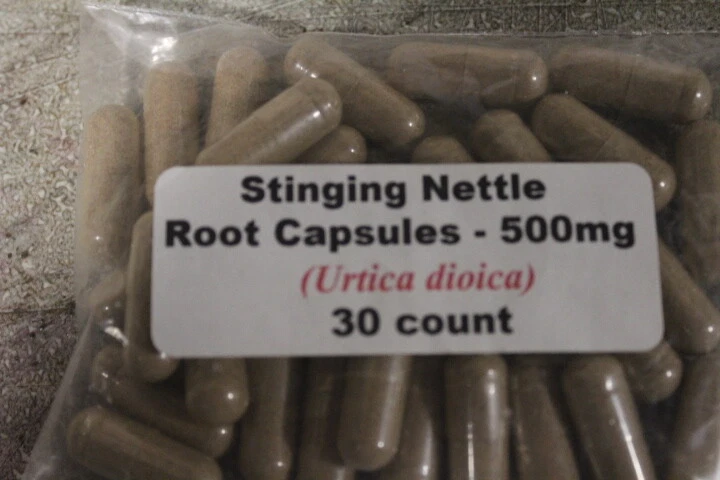 Stinging Nettle
Root Capsules - 500mg
(Urtica dioica)
30 count